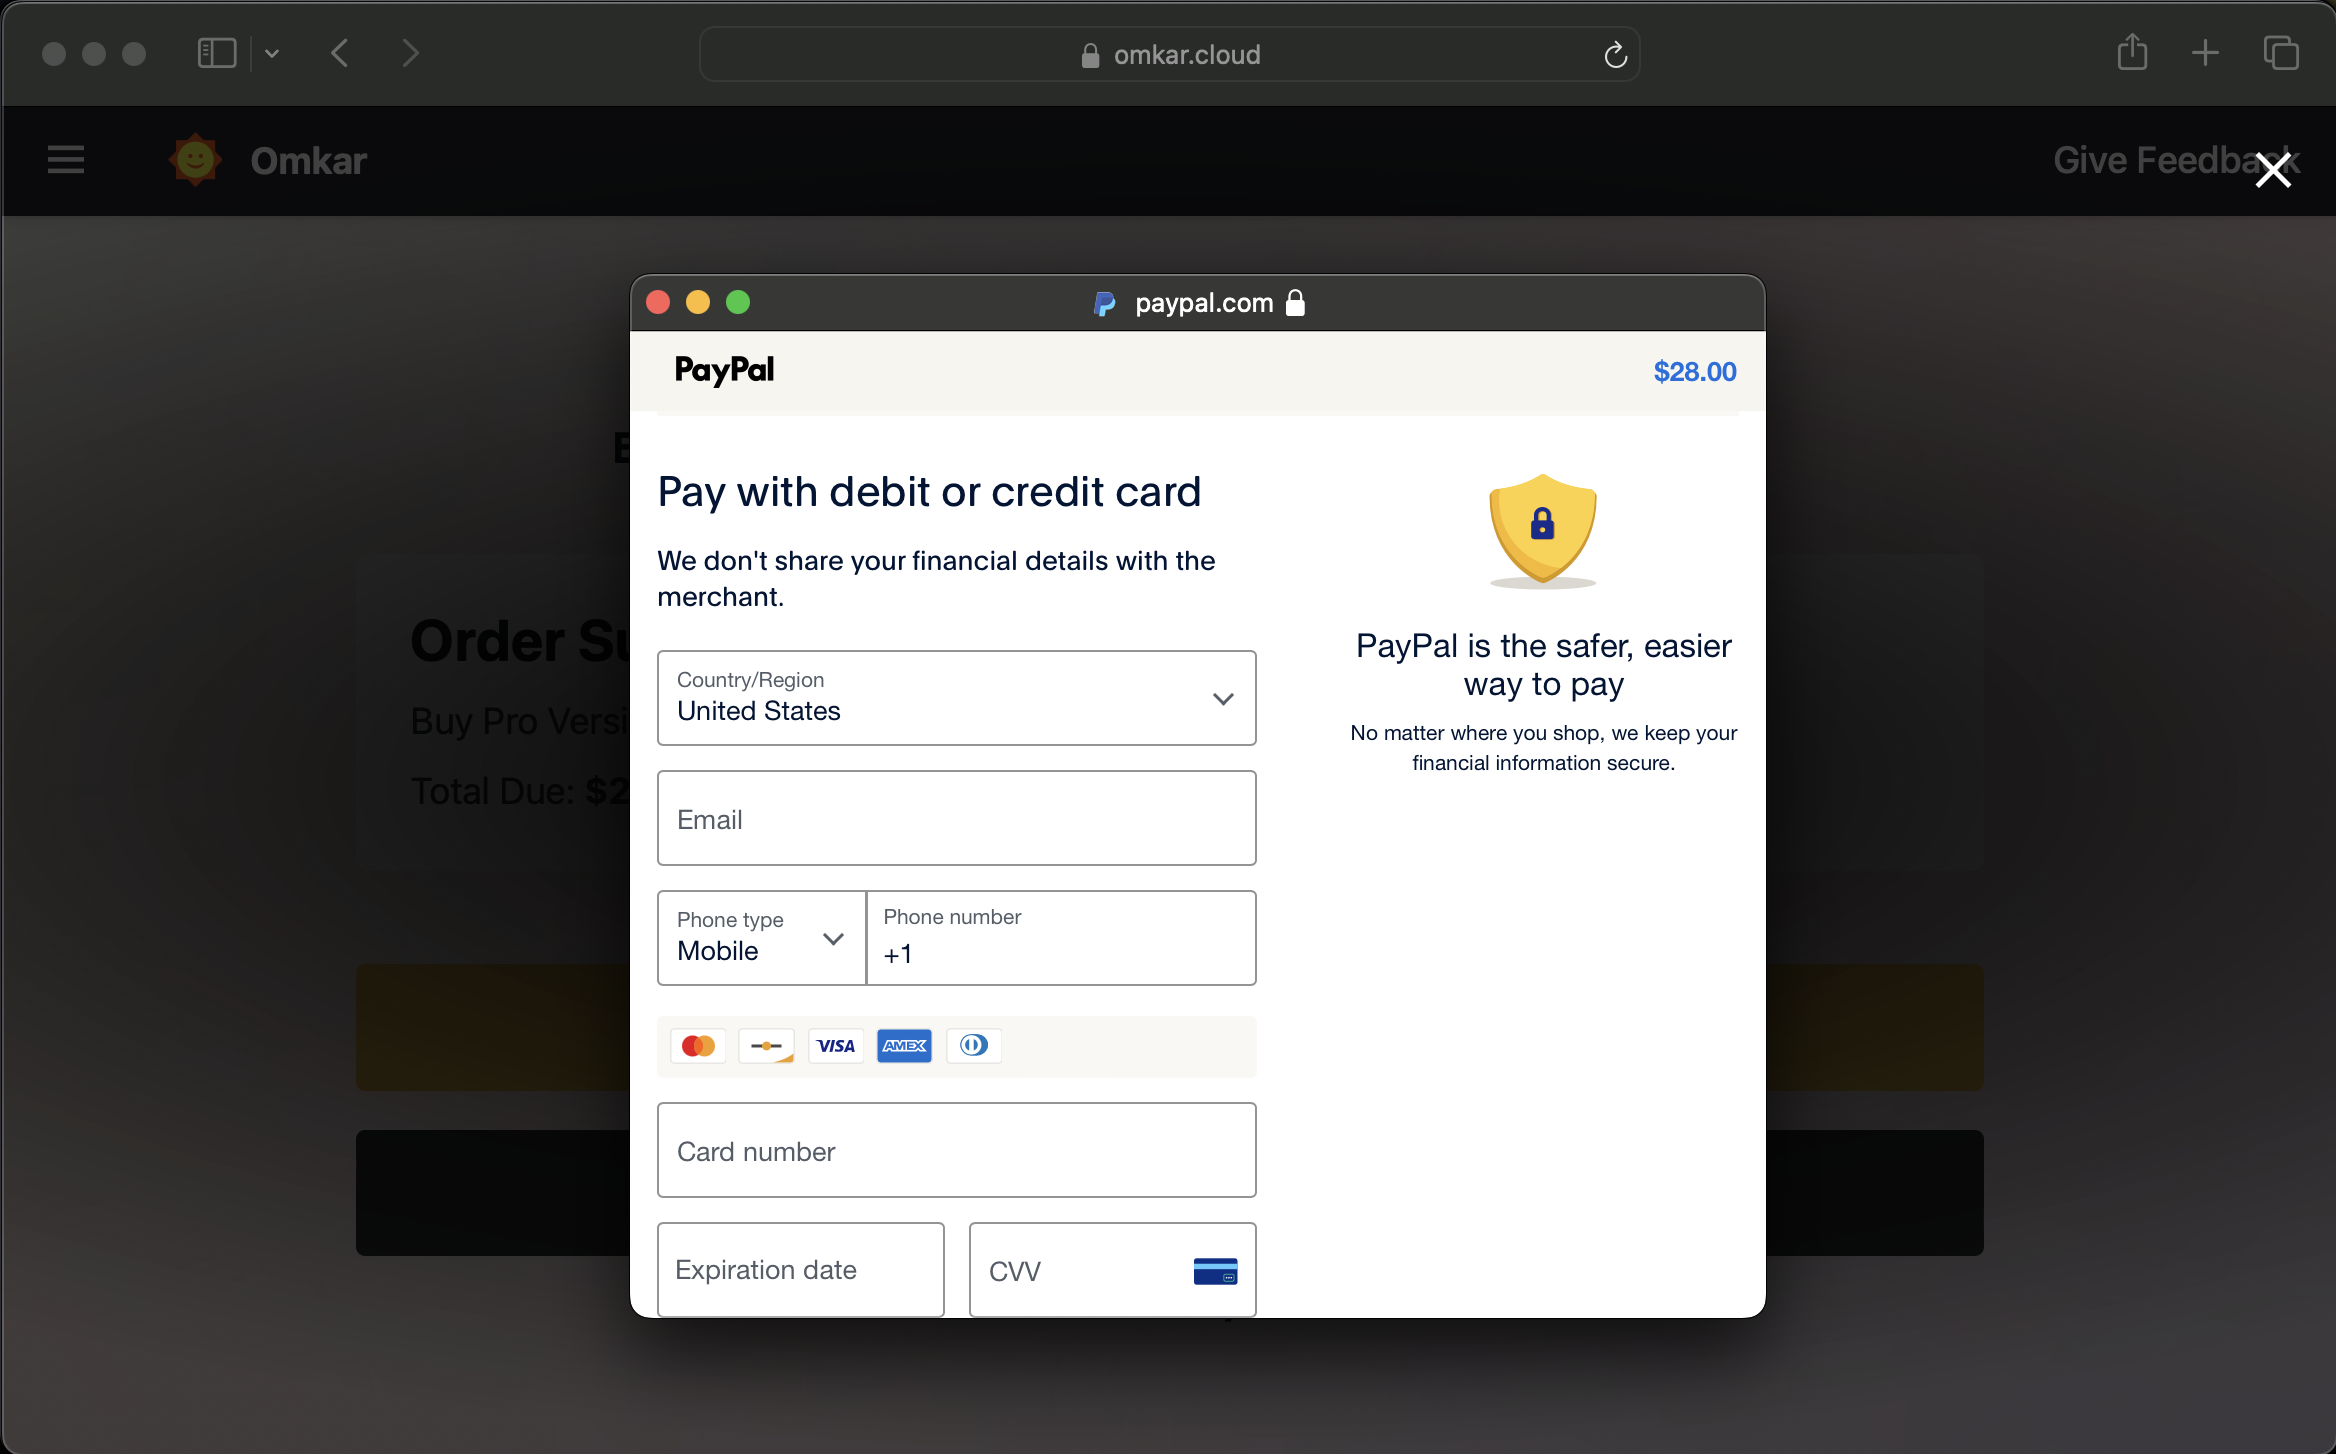 omkar.cloud
Omkar
Give Feedback
paypal.com
PayPal
$28.00
Pay with debit or credit card
We don't share your financial details with the
merchant.
Country/Region
United States
Email
Phone type
Mobile
Phone number
+1
VISA
AMEX
Card number
Expiration date
CVV
PayPal is the safer, easier
way to pay
No matter where you shop, we keep your
financial information secure.
Order Su
Buy Pro Versi
Total Due: $2